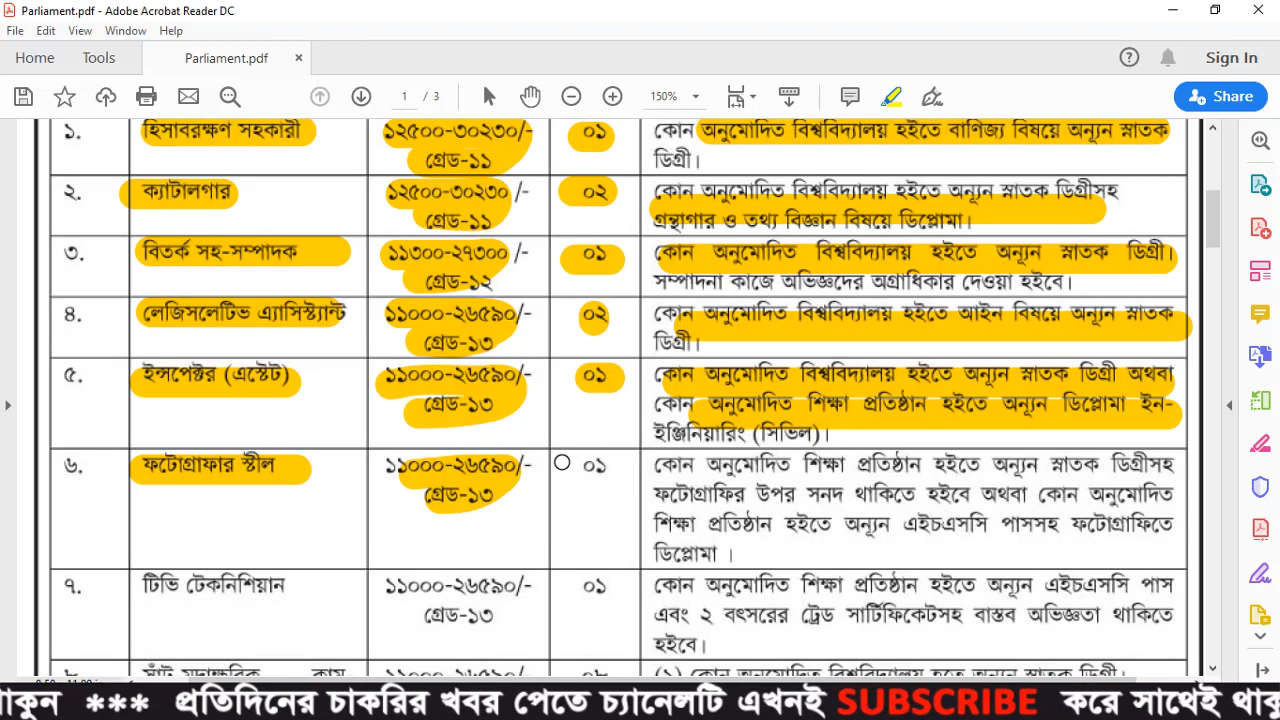 Parliament.pdf - Adobe Acrobat Reader DC
File Edit View Window Help
Home Tools Parliament.pdf × Sign In
1 / 3 150% Share
১. হিসাবরক্ষণ সহকারী ১২৫০০-৩০২৩০/- ০১ কোন অনুমোদিত বিশ্ববিদ্যালয় হইতে বাণিজ্য বিষয়ে অন্যূন স্নাতক
গ্রেড-১১ ডিগ্রী।
২. ক্যাটালগার ১২৫০০-৩০২৩০ /- ০২ কোন অনুমোদিত বিশ্ববিদ্যালয় হইতে অন্যূন স্নাতক ডিগ্রীসহ
গ্রেড-১১ গ্রন্থাগার ও তথ্য বিজ্ঞান বিষয়ে ডিপ্লোমা।
৩. বিতর্ক সহ-সম্পাদক ১১৩০০-২৭৩০০ /- ০১ কোন অনুমোদিত বিশ্ববিদ্যালয় হইতে অন্যূন স্নাতক ডিগ্রী।
গ্রেড-১২ সম্পাদনা কাজে অভিজ্ঞদের অগ্রাধিকার দেওয়া হইবে।
৪. লেজিসলেটিভ এ্যাসিস্ট্যান্ট ১১০০০-২৬৫৯০/- ০২ কোন অনুমোদিত বিশ্ববিদ্যালয় হইতে আইন বিষয়ে অন্যূন স্নাতক
গ্রেড-১৩ ডিগ্রী।
৫. ইন্সপেক্টর (এস্টেট) ১১০০০-২৬৫৯০/- ০১ কোন অনুমোদিত বিশ্ববিদ্যালয় হইতে অন্যূন স্নাতক ডিগ্রী অথবা
গ্রেড-১৩ কোন অনুমোদিত শিক্ষা প্রতিষ্ঠান হইতে অন্যূন ডিপ্লোমা ইন-
ইঞ্জিনিয়ারিং (সিভিল)।
৬. ফটোগ্রাফার স্টীল ১১০০০-২৬৫৯০/- ০১ কোন অনুমোদিত শিক্ষা প্রতিষ্ঠান হইতে অন্যূন স্নাতক ডিগ্রীসহ
গ্রেড-১৩ ফটোগ্রাফির উপর সনদ থাকিতে হইবে অথবা কোন অনুমোদিত
শিক্ষা প্রতিষ্ঠান হইতে অন্যূন এইচএসসি পাসসহ ফটোগ্রাফিতে
ডিপ্লোমা ।
৭. টিভি টেকনিশিয়ান ১১০০০-২৬৫৯০/- ০১ কোন অনুমোদিত শিক্ষা প্রতিষ্ঠান হইতে অন্যূন এইচএসসি পাস
গ্রেড-১৩ এবং ২ বৎসরের ট্রেড সার্টিফিকেটসহ বাস্তব অভিজ্ঞতা থাকিতে
হইবে।
(১) কোন অনুমোদিত বিশ্ববিদ্যালয় হতে অন্যূন স্নাতক ডিগ্রী।
*** প্রতিদিনের চাকরির খবর পেতে চ্যানেলটি এখনই SUBSCRIBE করে সাথেই